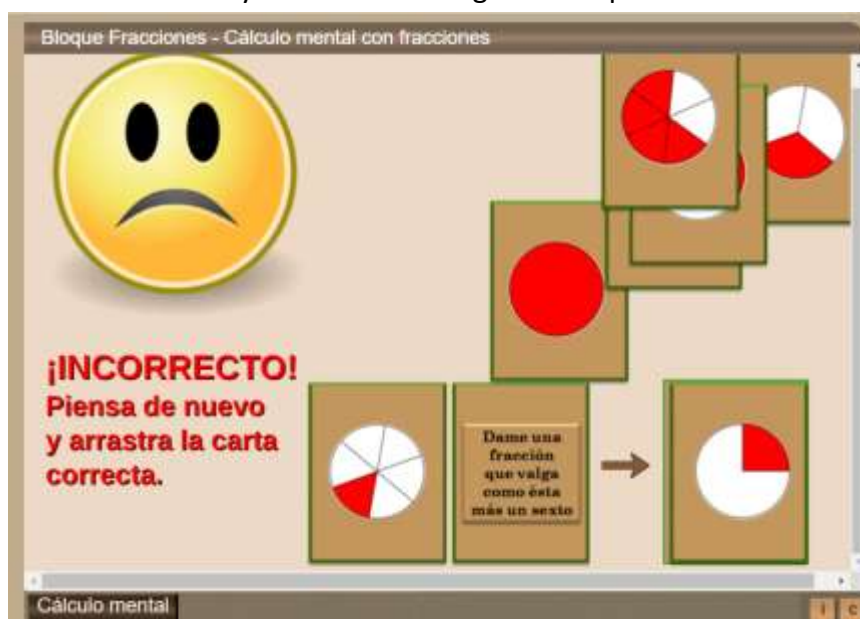 Bloque Fracciones - Cálculo mental con fracciones
¡INCORRECTO!
Piensa de nuevo
y arrastra la carta
correcta.
Dame una
fracción
que valga
como ésta
más un sexto
Cálculo mental
i
c